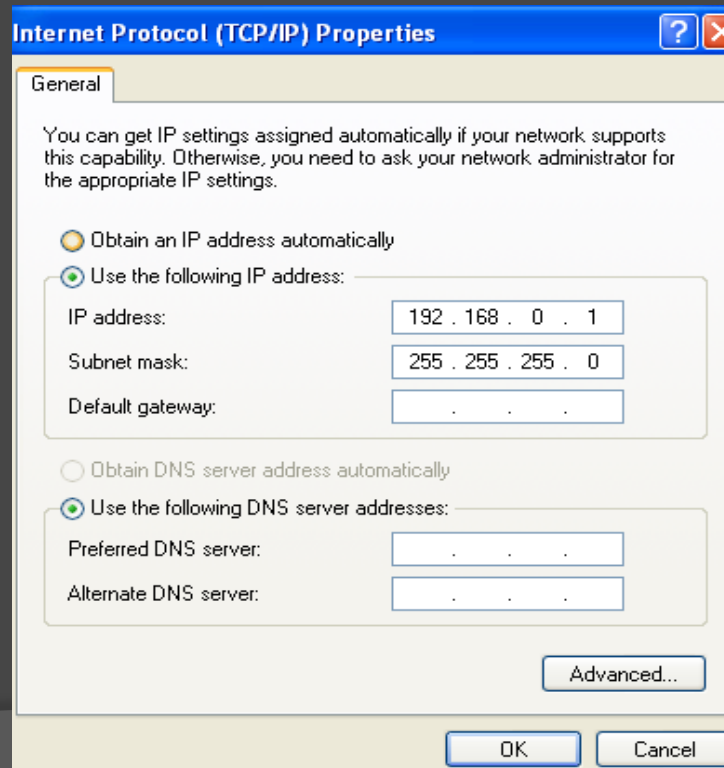 Internet Protocol (TCP/IP) Properties
General
You can get IP settings assigned automatically if your network supports
this capability. Otherwise, you need to ask your network administrator for
the appropriate IP settings.
Obtain an IP address automatically
Use the following IP address:
IP address: 192 . 168 . 0 . 1
Subnet mask: 255 . 255 . 255 . 0
Default gateway: . . .
Obtain DNS server address automatically
Use the following DNS server addresses:
Preferred DNS server: . . .
Alternate DNS server: . . .
Advanced...
OK Cancel